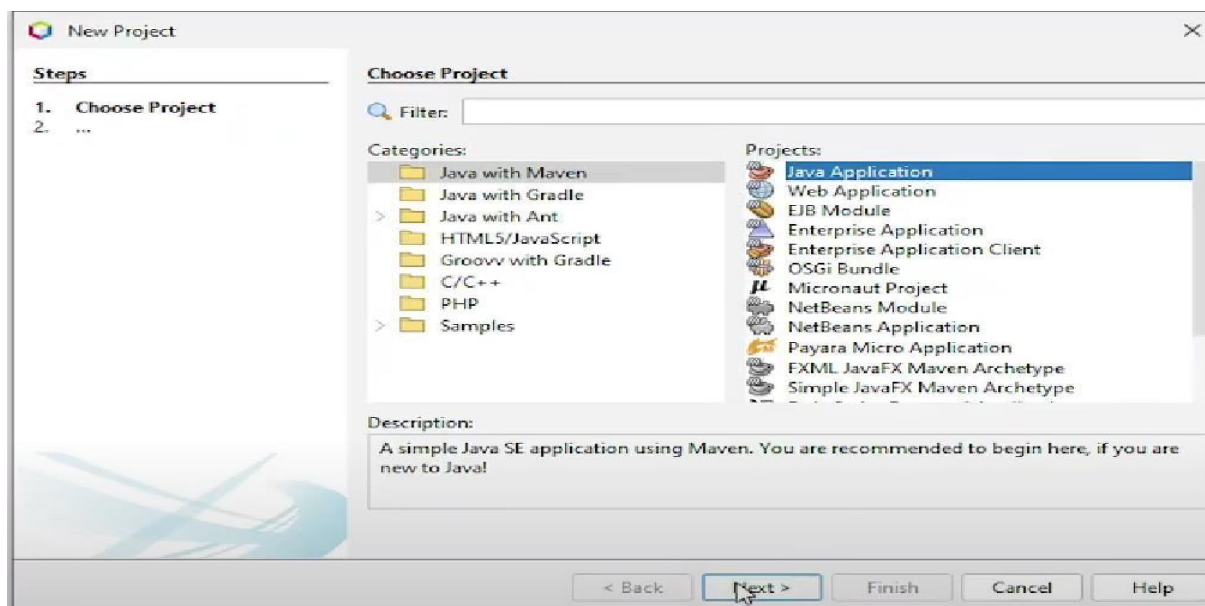 New Project
Steps
1. Choose Project
2. ...
Choose Project
Filter:
Categories:
Java with Maven
Java with Gradle
Java with Ant
HTML5/JavaScript
Groovy with Gradle
C/C++
PHP
Samples
Projects:
Java Application
Web Application
EJB Module
Enterprise Application
Enterprise Application Client
OSGi Bundle
Micronaut Project
NetBeans Module
NetBeans Application
Payara Micro Application
FXML JavaFX Maven Archetype
Simple JavaFX Maven Archetype
Description:
A simple Java SE application using Maven. You are recommended to begin here, if you are
new to Java!
< Back
Next >
Finish
Cancel
Help